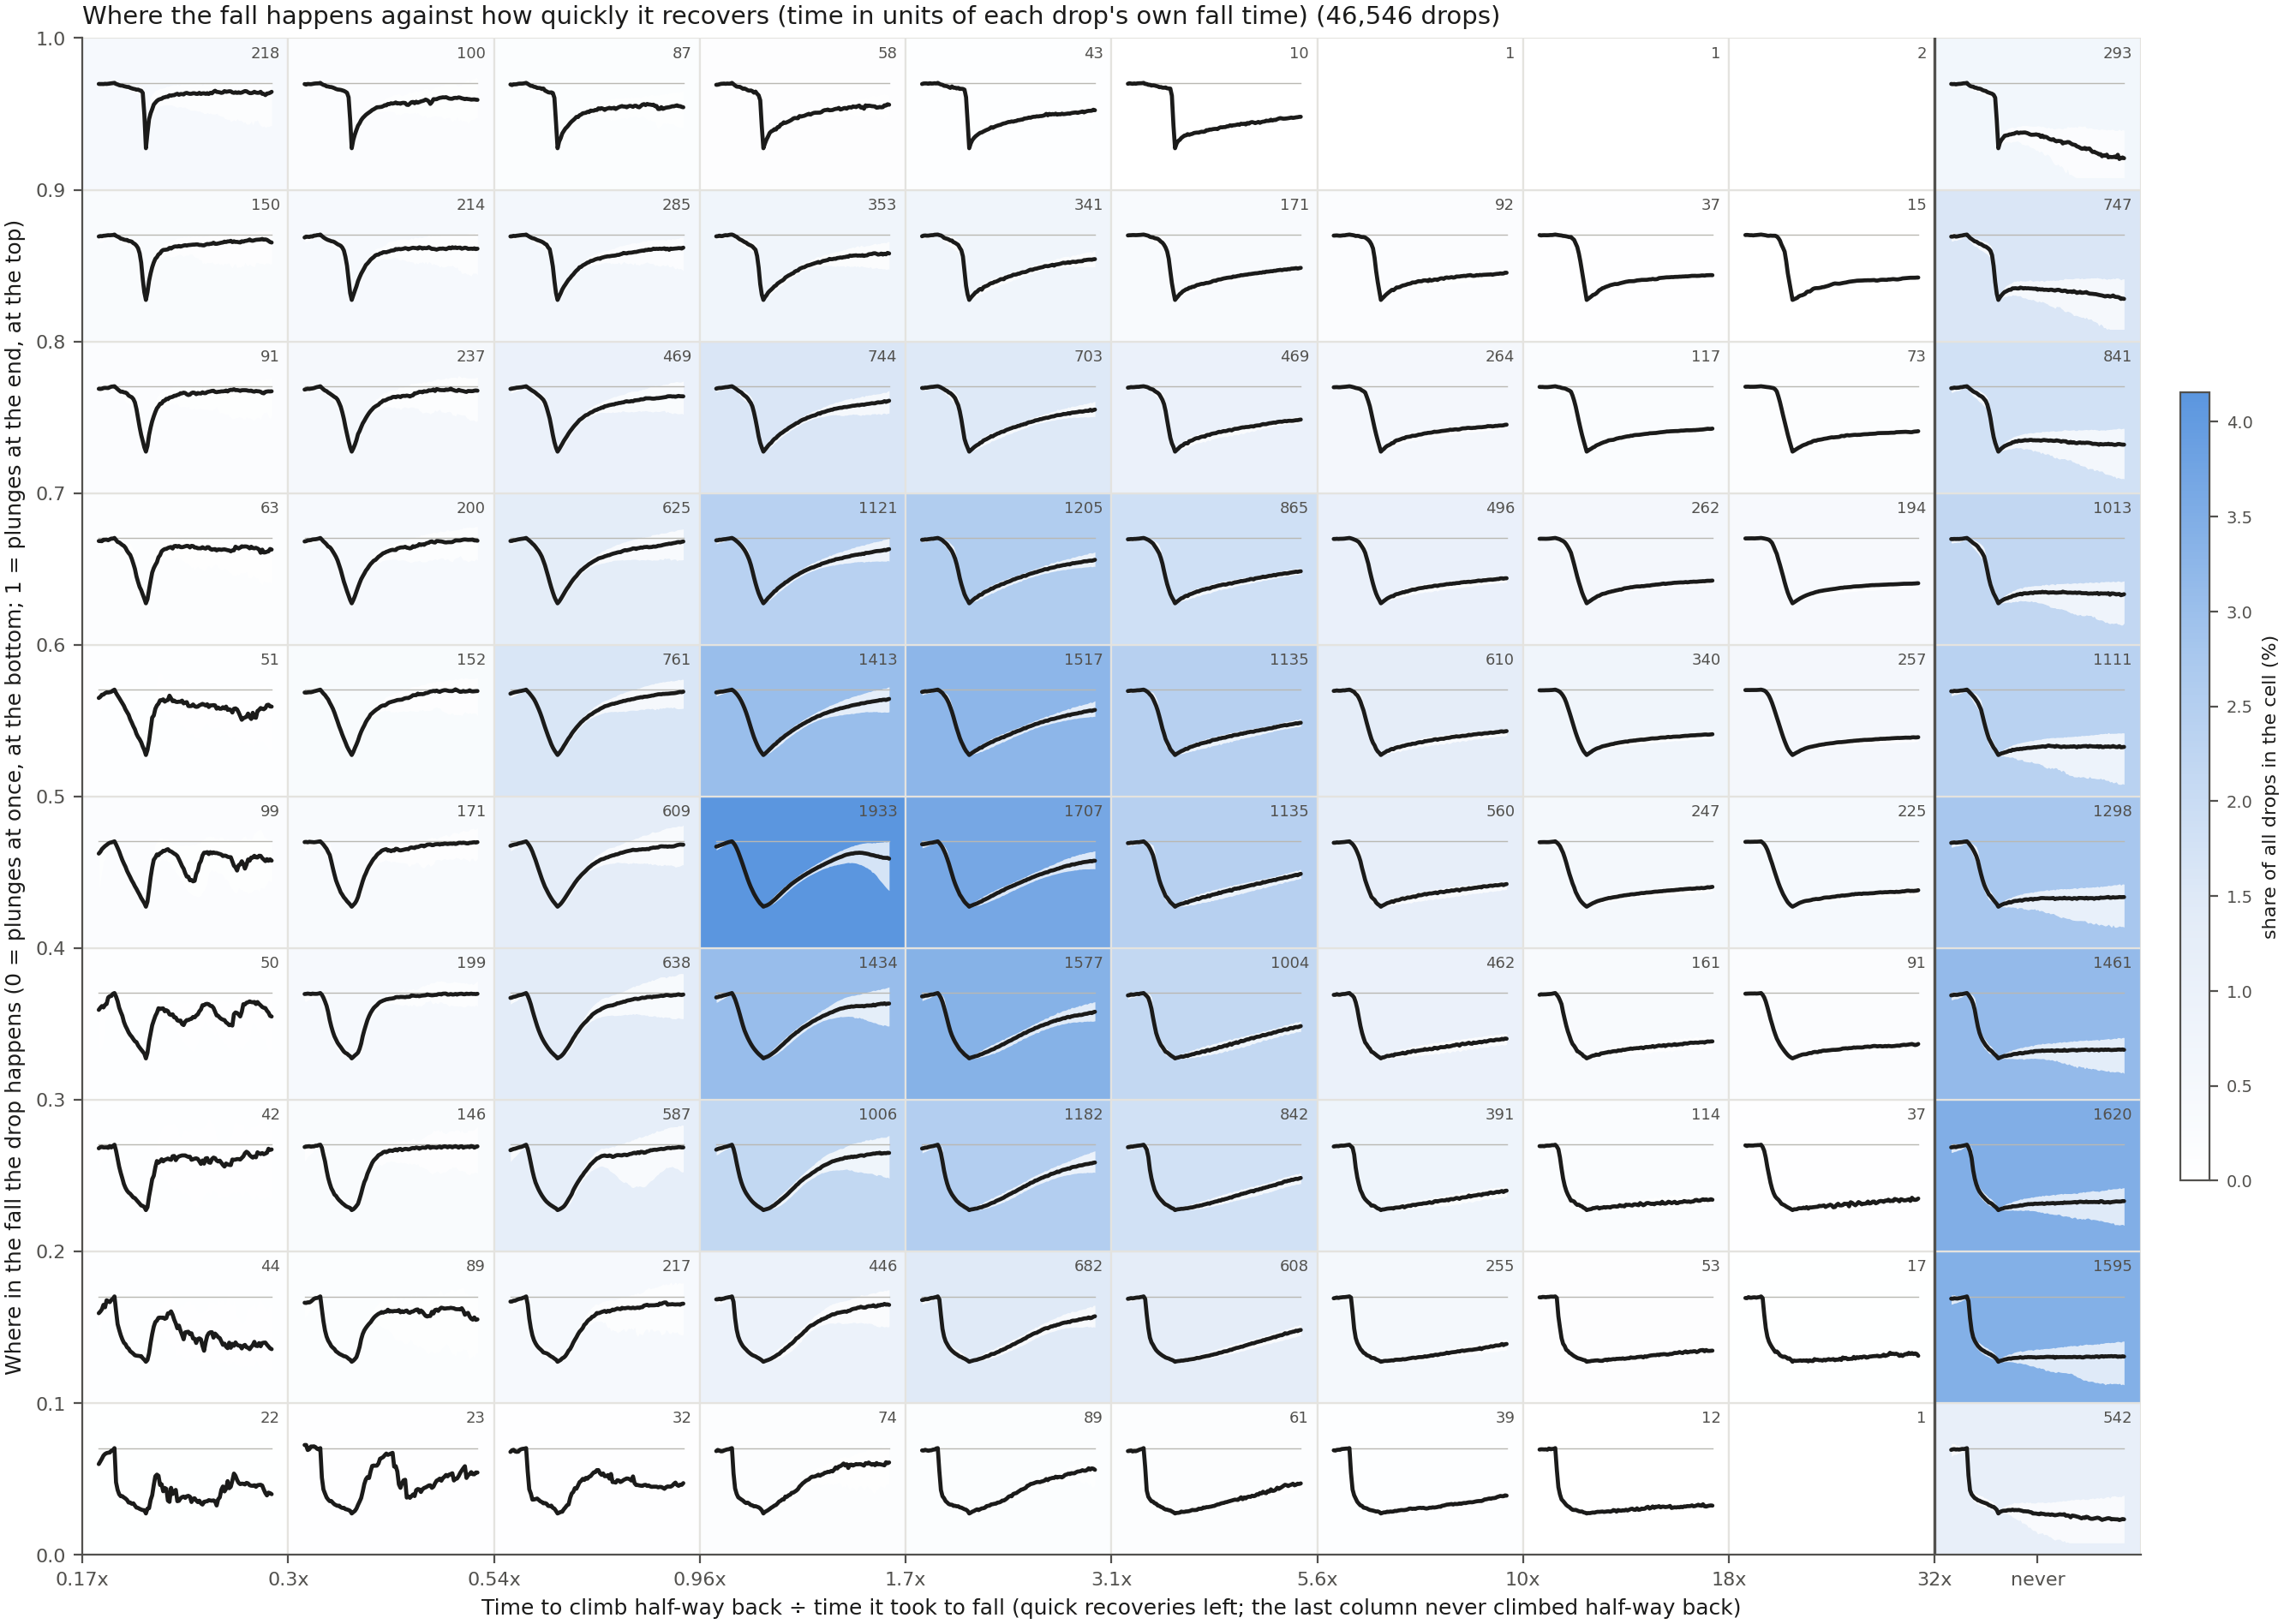 Where the fall happens against how quickly it recovers (time in units of each drop's own fall time) (46,546 drops)
Where in the fall the drop happens (0 = plunges at once, at the bottom; 1 = plunges at the end, at the top)
1.0
218 100 87 58 43 10 1 1 2 293
0.9
150 214 285 353 341 171 92 37 15 747
0.8
91 237 469 744 703 469 264 117 73 841
0.7
63 200 625 1121 1205 865 496 262 194 1013
0.6
51 152 761 1413 1517 1135 610 340 257 1111
0.5
99 171 609 1933 1707 1135 560 247 225 1298
0.4
50 199 638 1434 1577 1004 462 161 91 1461
0.3
42 146 587 1006 1182 842 391 114 37 1620
0.2
44 89 217 446 682 608 255 53 17 1595
0.1
22 23 32 74 89 61 39 12 1 542
0.0
0.17x 0.3x 0.54x 0.96x 1.7x 3.1x 5.6x 10x 18x 32x never
Time to climb half-way back ÷ time it took to fall (quick recoveries left; the last column never climbed half-way back)
4.0
3.5
3.0
2.5
2.0
1.5
1.0
0.5
0.0
share of all drops in the cell (%)